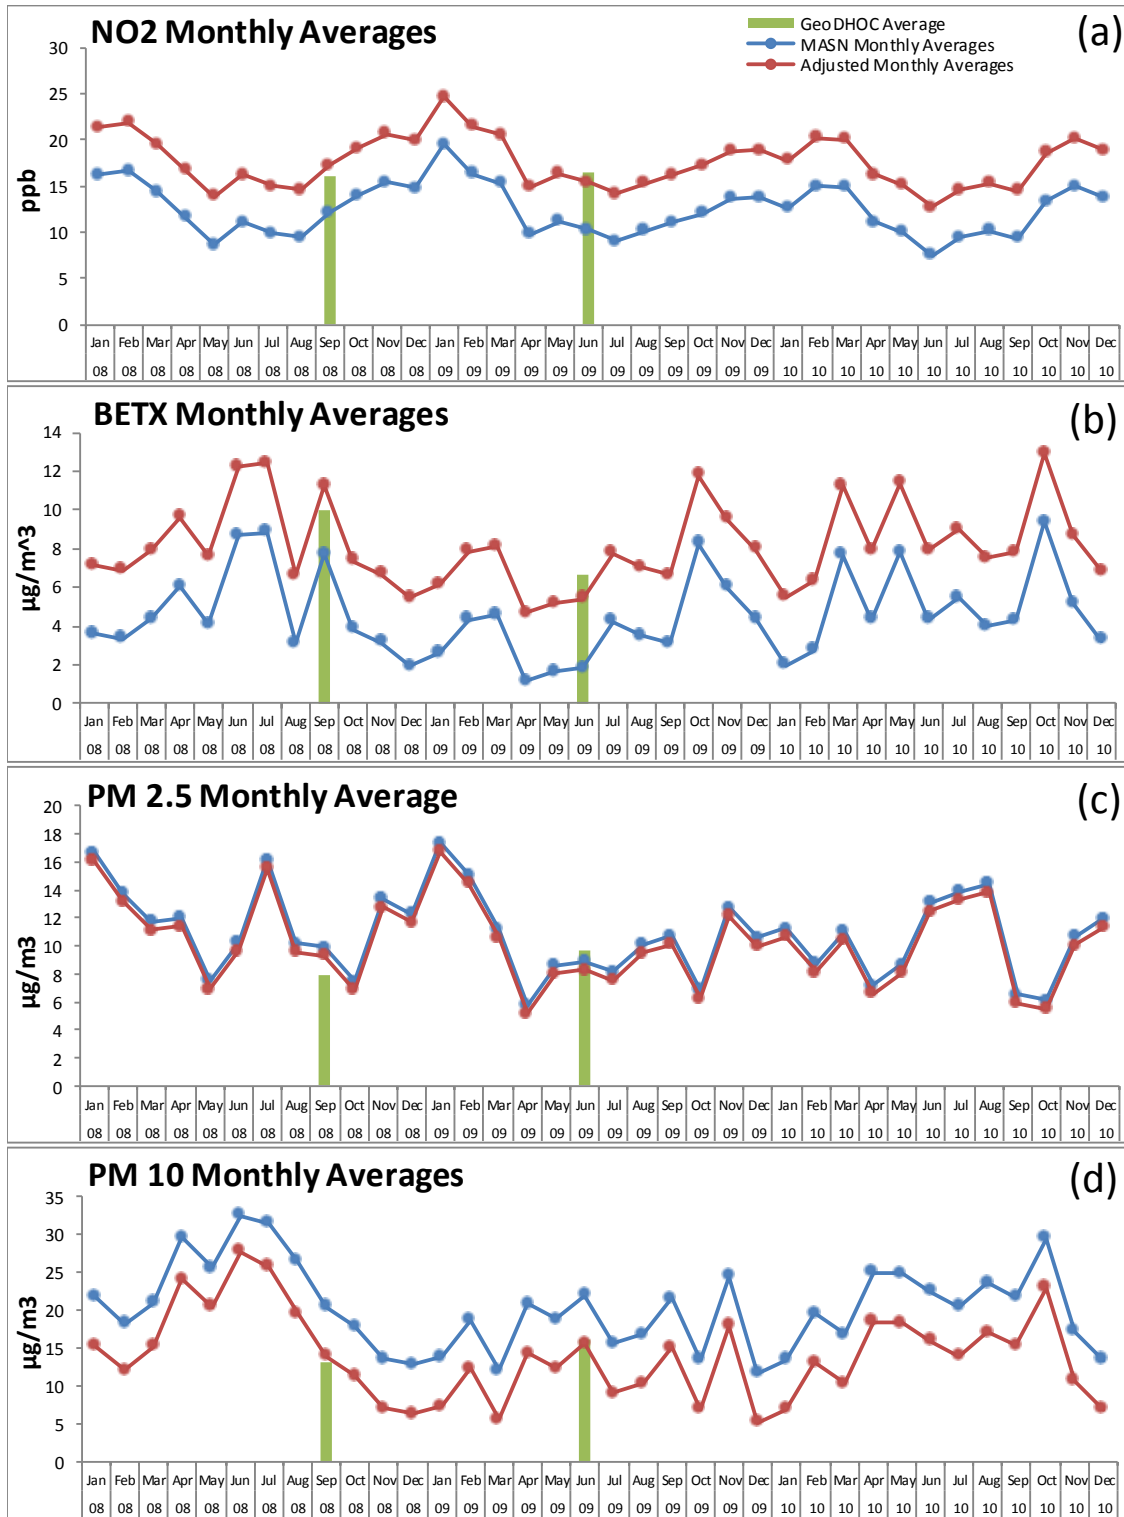 NO2 Monthly Averages
(a)
GeoDHOC Average
MASN Monthly Averages
Adjusted Monthly Averages
ppb
30
25
20
15
10
5
0
Jan Feb Mar Apr May Jun Jul Aug Sep Oct Nov Dec Jan Feb Mar Apr May Jun Jul Aug Sep Oct Nov Dec Jan Feb Mar Apr May Jun Jul Aug Sep Oct Nov Dec
08 08 08 08 08 08 08 08 08 08 08 08 09 09 09 09 09 09 09 09 09 09 09 09 10 10 10 10 10 10 10 10 10 10 10 10
BETX Monthly Averages
(b)
µg/m^3
14
12
10
8
6
4
2
0
Jan Feb Mar Apr May Jun Jul Aug Sep Oct Nov Dec Jan Feb Mar Apr May Jun Jul Aug Sep Oct Nov Dec Jan Feb Mar Apr May Jun Jul Aug Sep Oct Nov Dec
08 08 08 08 08 08 08 08 08 08 08 08 09 09 09 09 09 09 09 09 09 09 09 09 10 10 10 10 10 10 10 10 10 10 10 10
PM 2.5 Monthly Average
(c)
µg/m3
20
18
16
14
12
10
8
6
4
2
0
Jan Feb Mar Apr May Jun Jul Aug Sep Oct Nov Dec Jan Feb Mar Apr May Jun Jul Aug Sep Oct Nov Dec Jan Feb Mar Apr May Jun Jul Aug Sep Oct Nov Dec
08 08 08 08 08 08 08 08 08 08 08 08 09 09 09 09 09 09 09 09 09 09 09 09 10 10 10 10 10 10 10 10 10 10 10 10
PM 10 Monthly Averages
(d)
µg/m3
35
30
25
20
15
10
5
0
Jan Feb Mar Apr May Jun Jul Aug Sep Oct Nov Dec Jan Feb Mar Apr May Jun Jul Aug Sep Oct Nov Dec Jan Feb Mar Apr May Jun Jul Aug Sep Oct Nov Dec
08 08 08 08 08 08 08 08 08 08 08 08 09 09 09 09 09 09 09 09 09 09 09 09 10 10 10 10 10 10 10 10 10 10 10 10